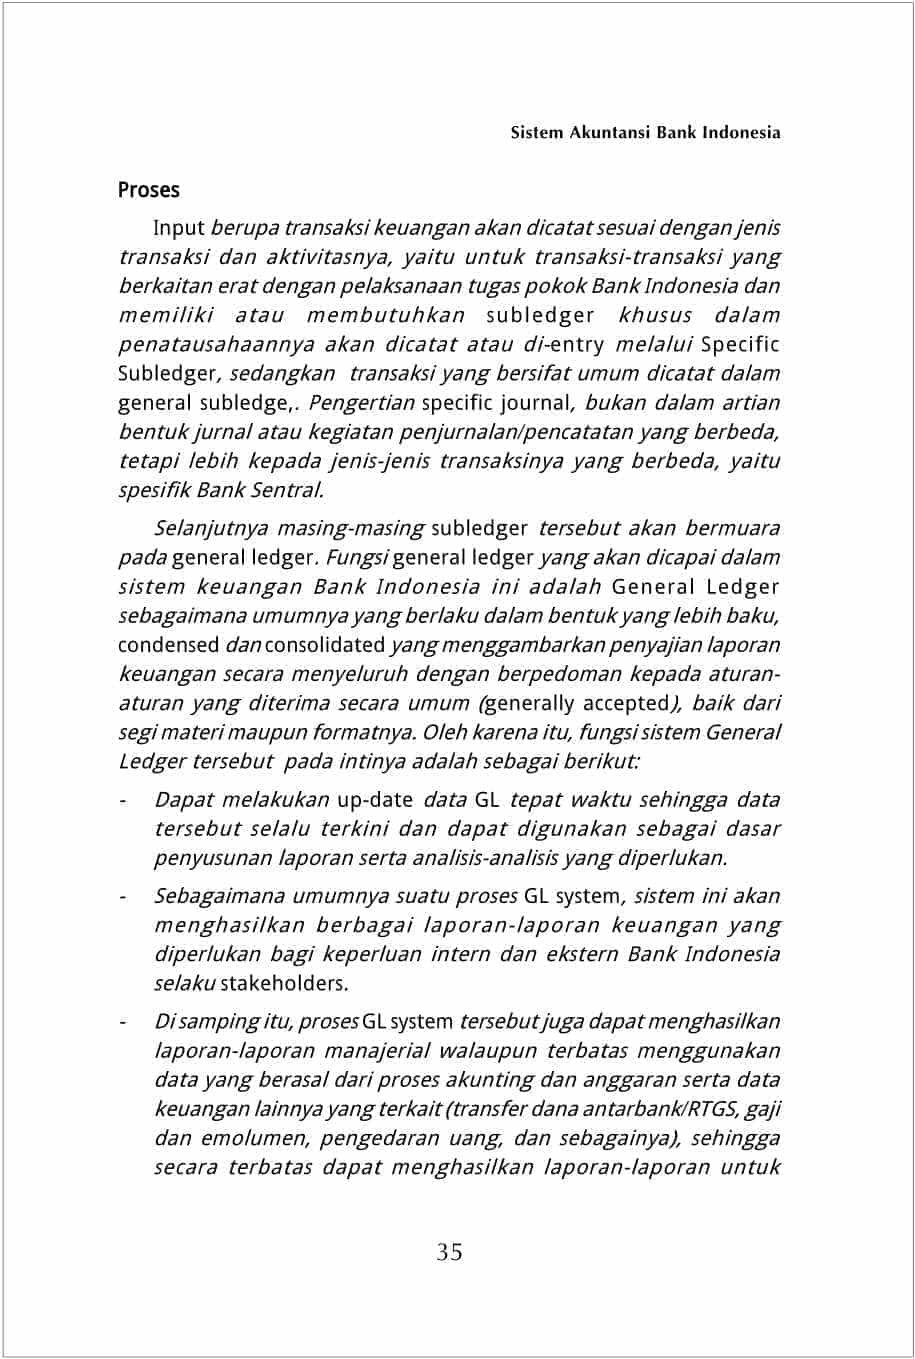 Sistem Akuntansi Bank Indonesia
Proses
Input berupa transaksi keuangan akan dicatat sesuai dengan jenis
transaksi dan aktivitasnya, yaitu untuk transaksi-transaksi yang
berkaitan erat dengan pelaksanaan tugas pokok Bank Indonesia dan
memiliki atau membutuhkan subledger khusus dalam
penatausahaannya akan dicatat atau di-entry melalui Specific
Subledger, sedangkan transaksi yang bersifat umum dicatat dalam
general subledge,. Pengertian specific journal, bukan dalam artian
bentuk jurnal atau kegiatan penjurnalan/pencatatan yang berbeda,
tetapi lebih kepada jenis-jenis transaksinya yang berbeda, yaitu
spesifik Bank Sentral.
Selanjutnya masing-masing subledger tersebut akan bermuara
pada general ledger. Fungsi general ledger yang akan dicapai dalam
sistem keuangan Bank Indonesia ini adalah General Ledger
sebagaimana umumnya yang berlaku dalam bentuk yang lebih baku,
condensed dan consolidated yang menggambarkan penyajian laporan
keuangan secara menyeluruh dengan berpedoman kepada aturan-
aturan yang diterima secara umum (generally accepted), baik dari
segi materi maupun formatnya. Oleh karena itu, fungsi sistem General
Ledger tersebut pada intinya adalah sebagai berikut:
- Dapat melakukan up-date data GL tepat waktu sehingga data
tersebut selalu terkini dan dapat digunakan sebagai dasar
penyusunan laporan serta analisis-analisis yang diperlukan.
- Sebagaimana umumnya suatu proses GL system, sistem ini akan
menghasilkan berbagai laporan-laporan keuangan yang
diperlukan bagi keperluan intern dan ekstern Bank Indonesia
selaku stakeholders.
- Di samping itu, proses GL system tersebut juga dapat menghasilkan
laporan-laporan manajerial walaupun terbatas menggunakan
data yang berasal dari proses akunting dan anggaran serta data
keuangan lainnya yang terkait (transfer dana antarbank/RTGS, gaji
dan emolumen, pengedaran uang, dan sebagainya), sehingga
secara terbatas dapat menghasilkan laporan-laporan untuk
35